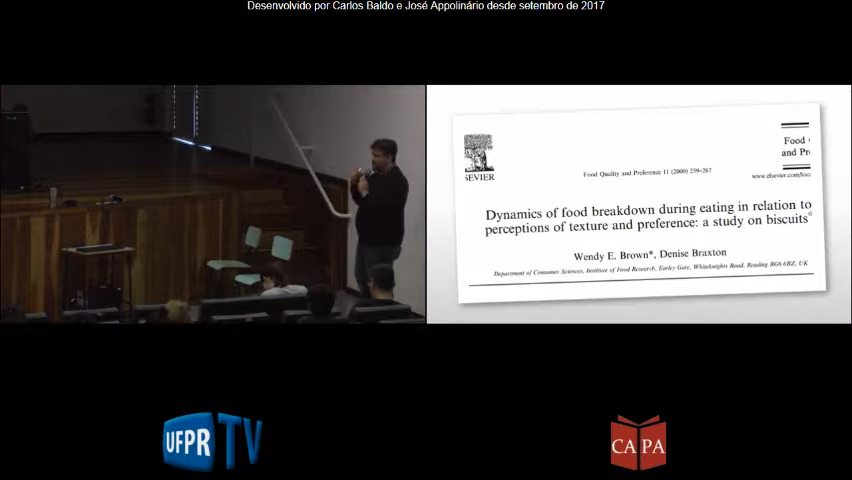 Desenvolvido por Carlos Baldo e José Appolinário desde setembro de 2017
SEVIER
Food Quality and Preference 11 (2000) 259–267
Food
and Pr
www.elsevier.com/loc
Dynamics of food breakdown during eating in relation to
perceptions of texture and preference: a study on biscuits
Wendy E. Brown*, Denise Braxton
Department of Consumer Sciences, Institute of Food Research, Earley Gate, Whiteknights Road, Reading RG6 6BZ, UK
UFPR TV
CAPA